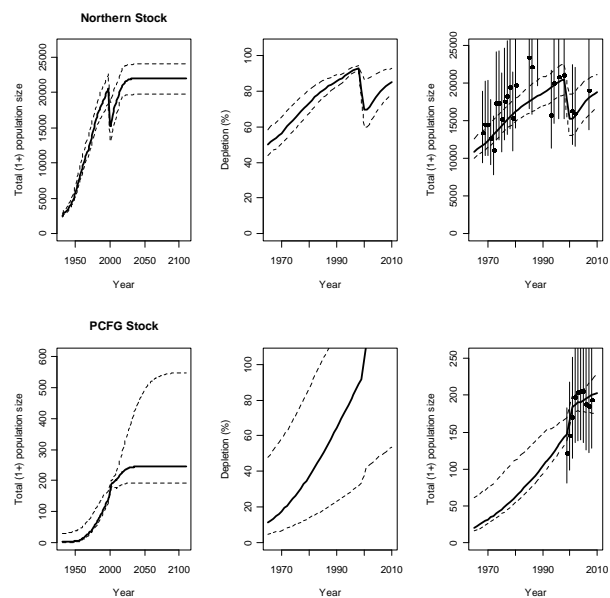 Northern Stock
Total (1+) population size
0 5000 10000 15000 20000 25000
1950 2000 2050 2100
Year
Depletion (%)
0 20 40 60 80 100
1970 1990 2010
Year
Total (1+) population size
0 5000 10000 15000 20000 25000
1970 1990 2010
Year
PCFG Stock
Total (1+) population size
0 100 200 300 400 500 600
1950 2000 2050 2100
Year
Depletion (%)
0 20 40 60 80 100
1970 1990 2010
Year
Total (1+) population size
0 50 100 150 200 250
1970 1980 1990 2000 2010
Year